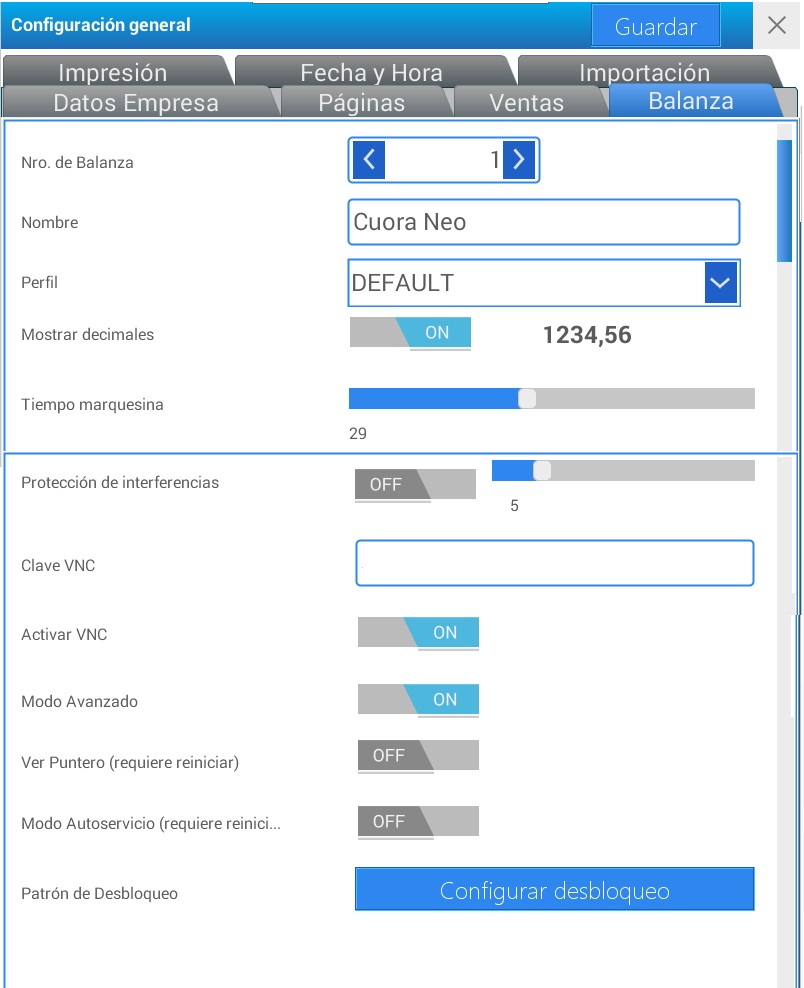 Configuración general
Guardar
Impresión
Fecha y Hora
Importación
Datos Empresa
Páginas
Ventas
Balanza
Nro. de Balanza
1
Nombre
Cuora Neo
Perfil
DEFAULT
Mostrar decimales
ON
1234,56
Tiempo marquesina
29
Protección de interferencias
OFF
5
Clave VNC
Activar VNC
ON
Modo Avanzado
ON
Ver Puntero (requiere reiniciar)
OFF
Modo Autoservicio (requiere reinici...
OFF
Patrón de Desbloqueo
Configurar desbloqueo